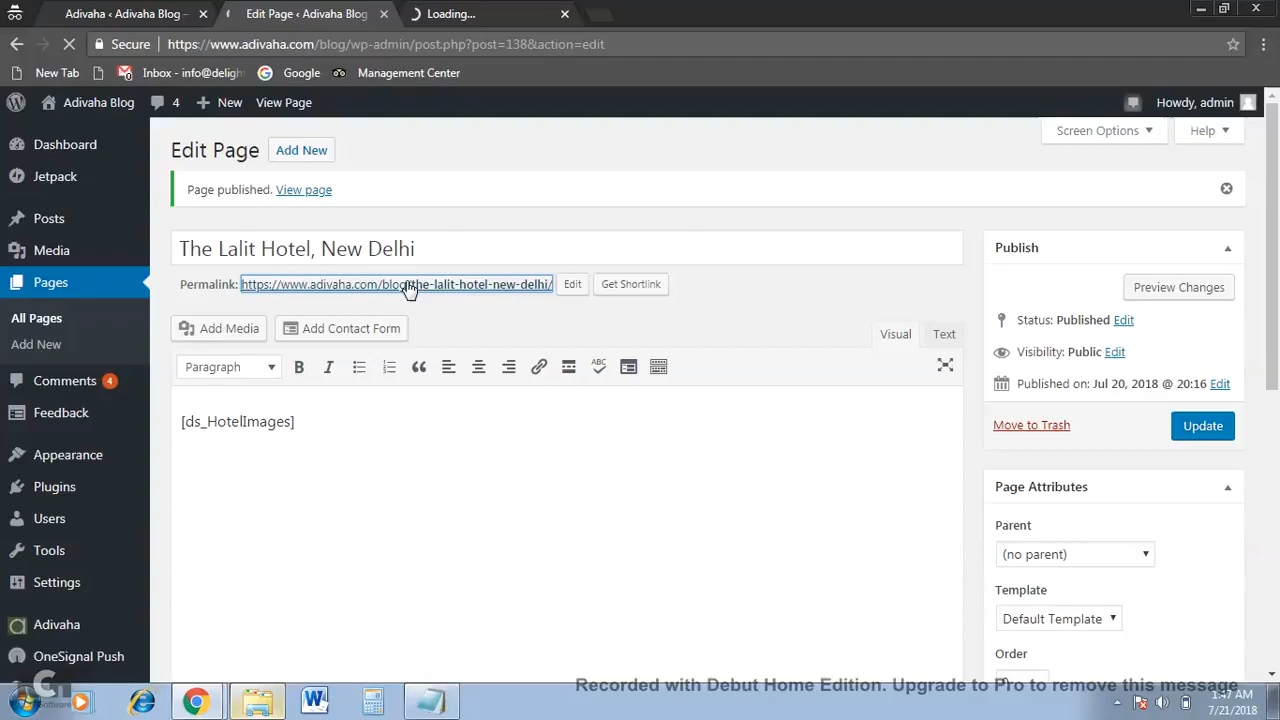 Adivaha ‹ Adivaha Blog —
Edit Page ‹ Adivaha Blog
Loading...
Secure
https://www.adivaha.com/blog/wp-admin/post.php?post=138&action=edit
New Tab
Inbox - info@deligh
Google
Management Center
Adivaha Blog
4
New
View Page
Howdy, admin
Screen Options
Help
Dashboard
Jetpack
Posts
Media
Pages
All Pages
Add New
Comments 4
Feedback
Appearance
Plugins
Users
Tools
Settings
Adivaha
OneSignal Push
Edit Page
Add New
Page published. View page
The Lalit Hotel, New Delhi
Permalink: https://www.adivaha.com/blog/the-lalit-hotel-new-delhi/
Edit
Get Shortlink
Add Media
Add Contact Form
Visual
Text
Paragraph
B
I
ABC
[ds_HotelImages]
Publish
Preview Changes
Status: Published Edit
Visibility: Public Edit
Published on: Jul 20, 2018 @ 20:16 Edit
Move to Trash
Update
Page Attributes
Parent
(no parent)
Template
Default Template
Order
Recorded with Debut Home Edition. Upgrade to Pro to remove this message
1:47 AM
7/21/2018